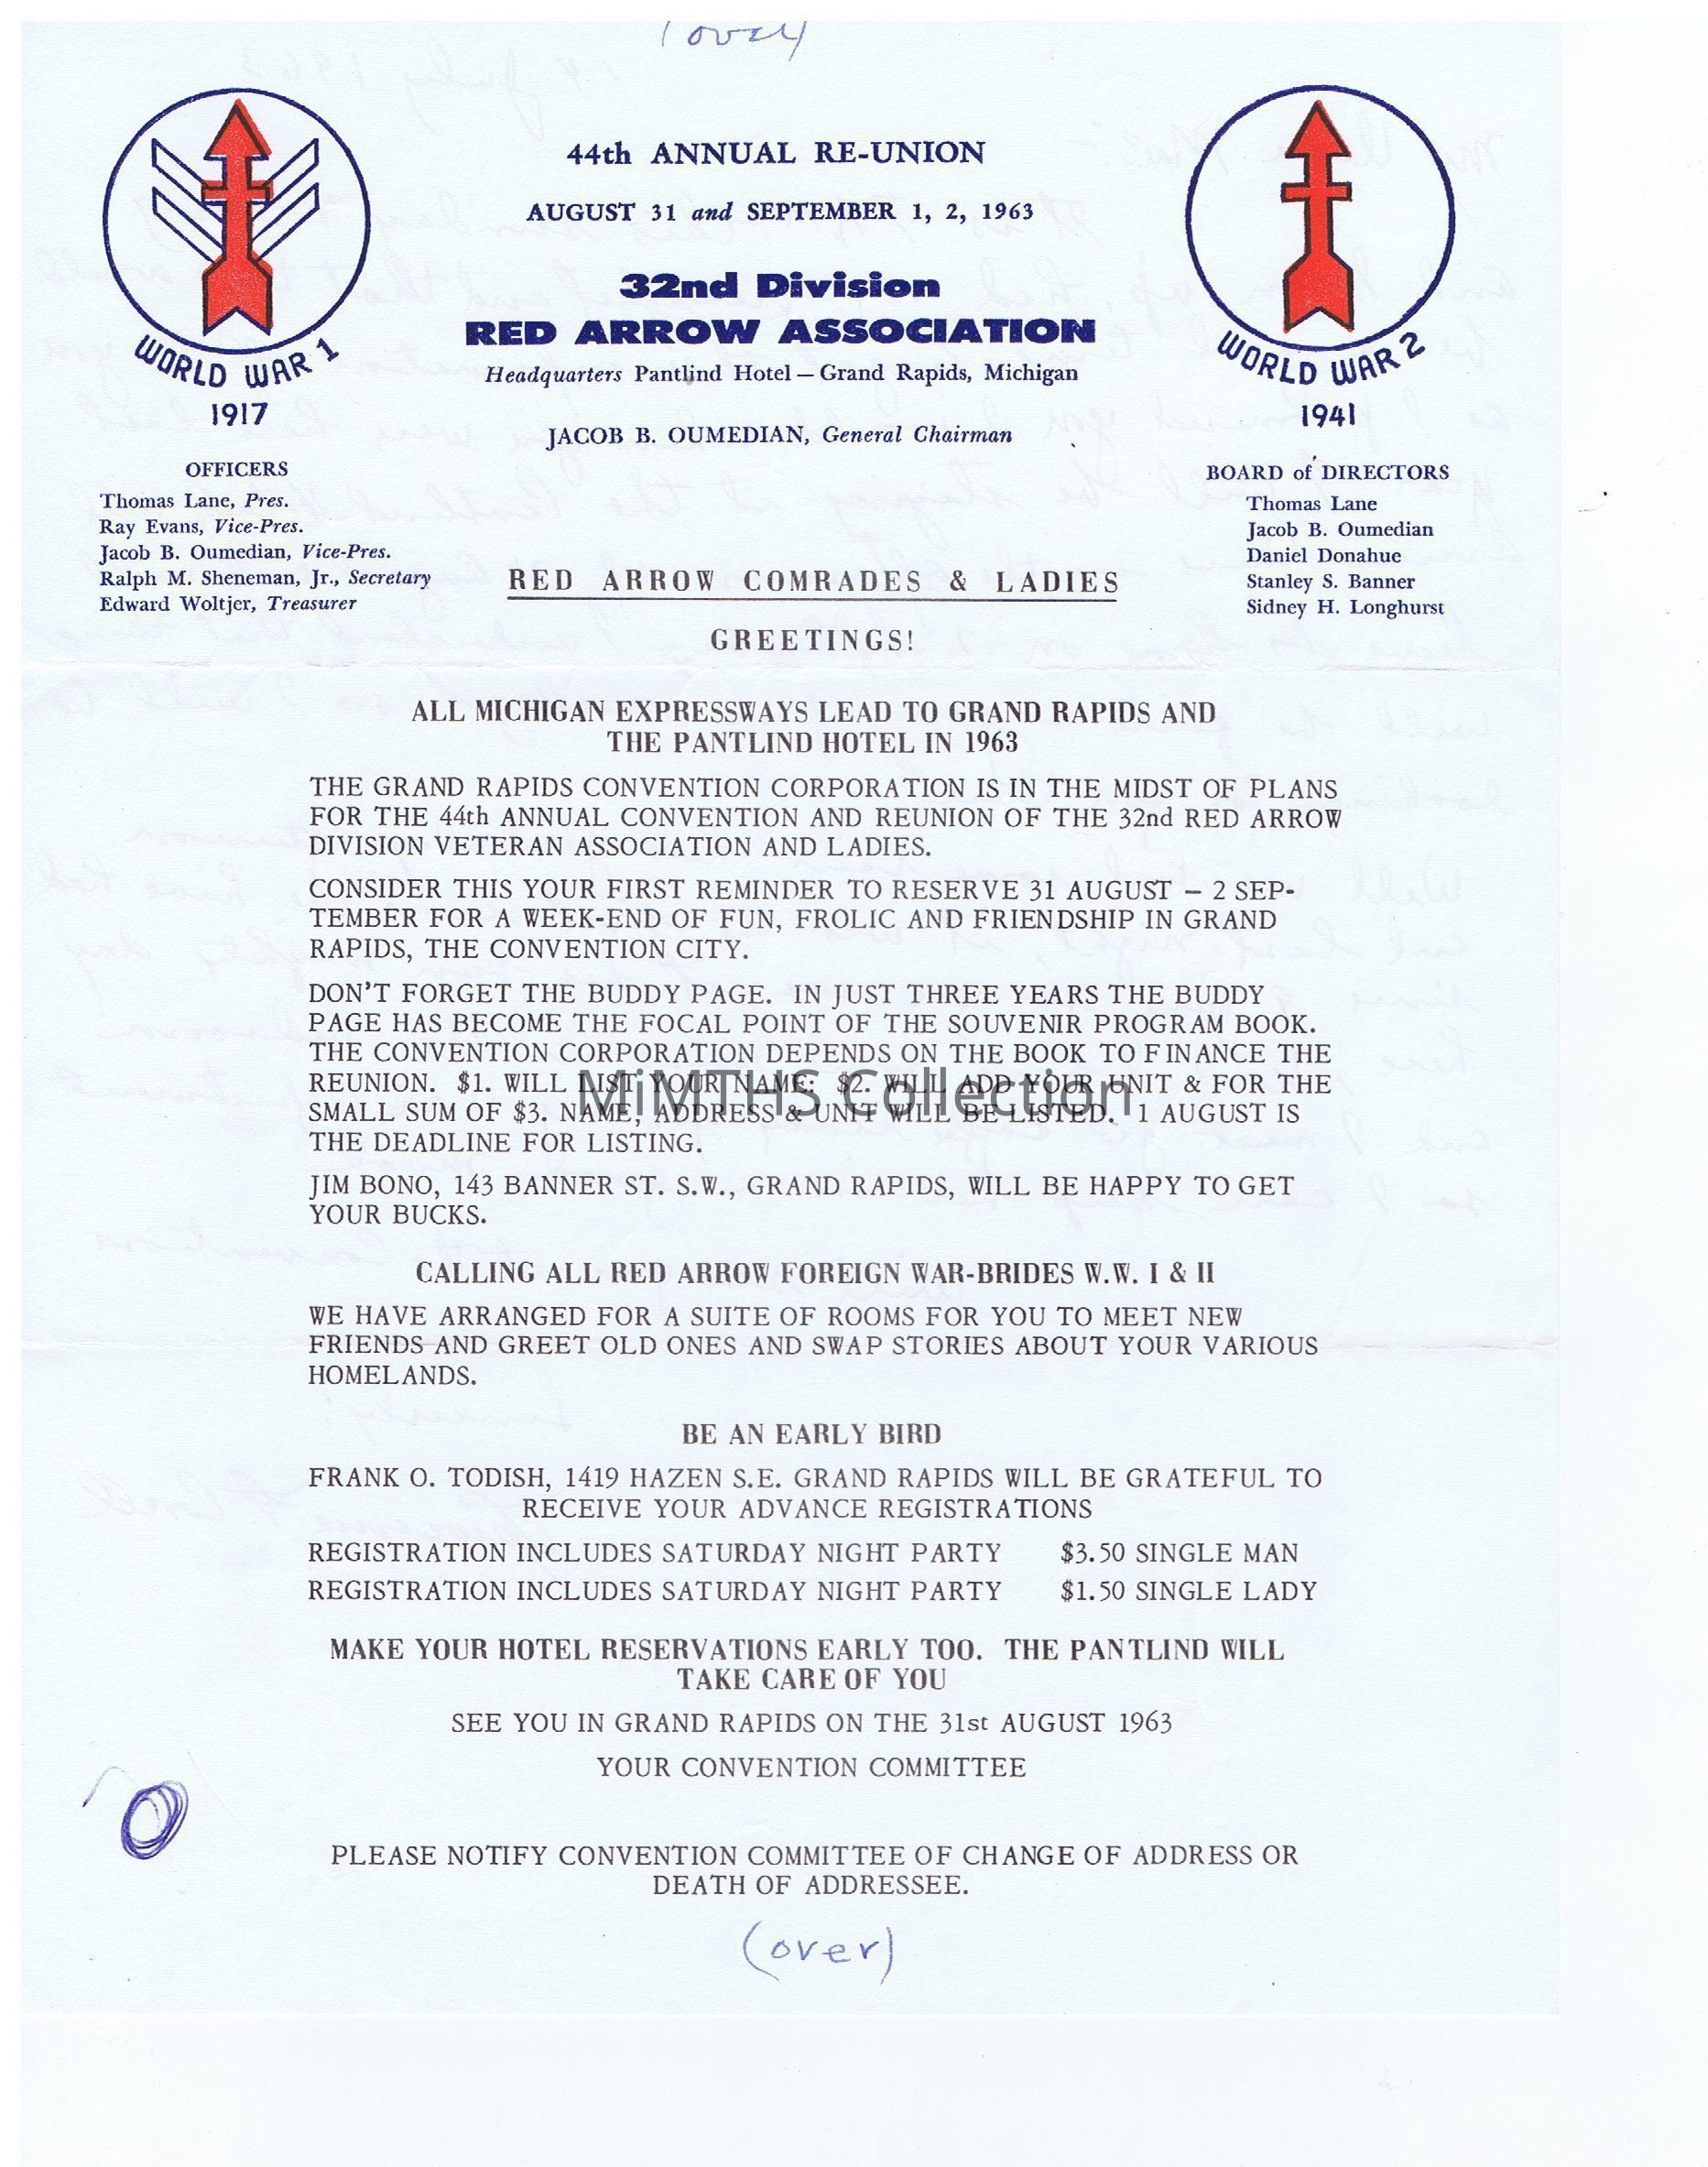 (over)
44th ANNUAL RE-UNION
AUGUST 31 and SEPTEMBER 1, 2, 1963
32nd Division
RED ARROW ASSOCIATION
Headquarters Pantlind Hotel — Grand Rapids, Michigan
JACOB B. OUMEDIAN, General Chairman
WORLD WAR 1
1917
WORLD WAR 2
1941
OFFICERS
Thomas Lane, Pres.
Ray Evans, Vice-Pres.
Jacob B. Oumedian, Vice-Pres.
Ralph M. Sheneman, Jr., Secretary
Edward Woltjer, Treasurer
BOARD of DIRECTORS
Thomas Lane
Jacob B. Oumedian
Daniel Donahue
Stanley S. Banner
Sidney H. Longhurst
RED ARROW COMRADES & LADIES
GREETINGS!
ALL MICHIGAN EXPRESSWAYS LEAD TO GRAND RAPIDS AND
THE PANTLIND HOTEL IN 1963
THE GRAND RAPIDS CONVENTION CORPORATION IS IN THE MIDST OF PLANS
FOR THE 44th ANNUAL CONVENTION AND REUNION OF THE 32nd RED ARROW
DIVISION VETERAN ASSOCIATION AND LADIES.
CONSIDER THIS YOUR FIRST REMINDER TO RESERVE 31 AUGUST – 2 SEP-
TEMBER FOR A WEEK-END OF FUN, FROLIC AND FRIENDSHIP IN GRAND
RAPIDS, THE CONVENTION CITY.
DON'T FORGET THE BUDDY PAGE. IN JUST THREE YEARS THE BUDDY
PAGE HAS BECOME THE FOCAL POINT OF THE SOUVENIR PROGRAM BOOK.
THE CONVENTION CORPORATION DEPENDS ON THE BOOK TO FINANCE THE
REUNION. $1. WILL LIST YOUR NAME; $2. WILL ADD YOUR UNIT & FOR THE
SMALL SUM OF $3. NAME, ADDRESS & UNIT WILL BE LISTED. 1 AUGUST IS
THE DEADLINE FOR LISTING.
MiMTHS Collection
JIM BONO, 143 BANNER ST. S.W., GRAND RAPIDS, WILL BE HAPPY TO GET
YOUR BUCKS.
CALLING ALL RED ARROW FOREIGN WAR-BRIDES W.W. I & II
WE HAVE ARRANGED FOR A SUITE OF ROOMS FOR YOU TO MEET NEW
FRIENDS AND GREET OLD ONES AND SWAP STORIES ABOUT YOUR VARIOUS
HOMELANDS.
BE AN EARLY BIRD
FRANK O. TODISH, 1419 HAZEN S.E. GRAND RAPIDS WILL BE GRATEFUL TO
RECEIVE YOUR ADVANCE REGISTRATIONS
REGISTRATION INCLUDES SATURDAY NIGHT PARTY $3.50 SINGLE MAN
REGISTRATION INCLUDES SATURDAY NIGHT PARTY $1.50 SINGLE LADY
MAKE YOUR HOTEL RESERVATIONS EARLY TOO. THE PANTLIND WILL
TAKE CARE OF YOU
SEE YOU IN GRAND RAPIDS ON THE 31st AUGUST 1963
YOUR CONVENTION COMMITTEE
PLEASE NOTIFY CONVENTION COMMITTEE OF CHANGE OF ADDRESS OR
DEATH OF ADDRESSEE.
(over)